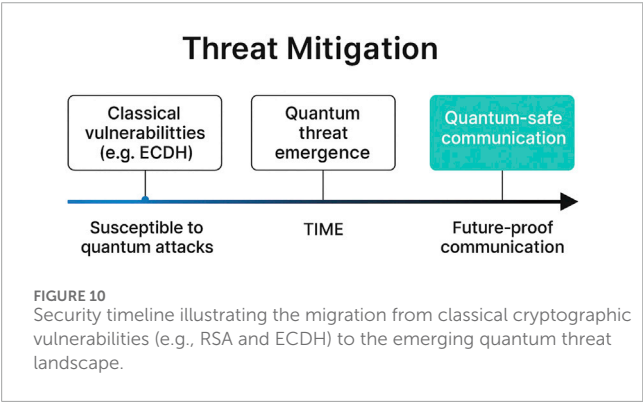 Threat Mitigation
Classical
vulnerabilitties
(e.g. ECDH)
Quantum
threat
emergence
Quantum-safe
communication
Susceptible to
quantum attacks
TIME
Future-proof
communication
FIGURE 10
Security timeline illustrating the migration from classical cryptographic
vulnerabilities (e.g., RSA and ECDH) to the emerging quantum threat
landscape.